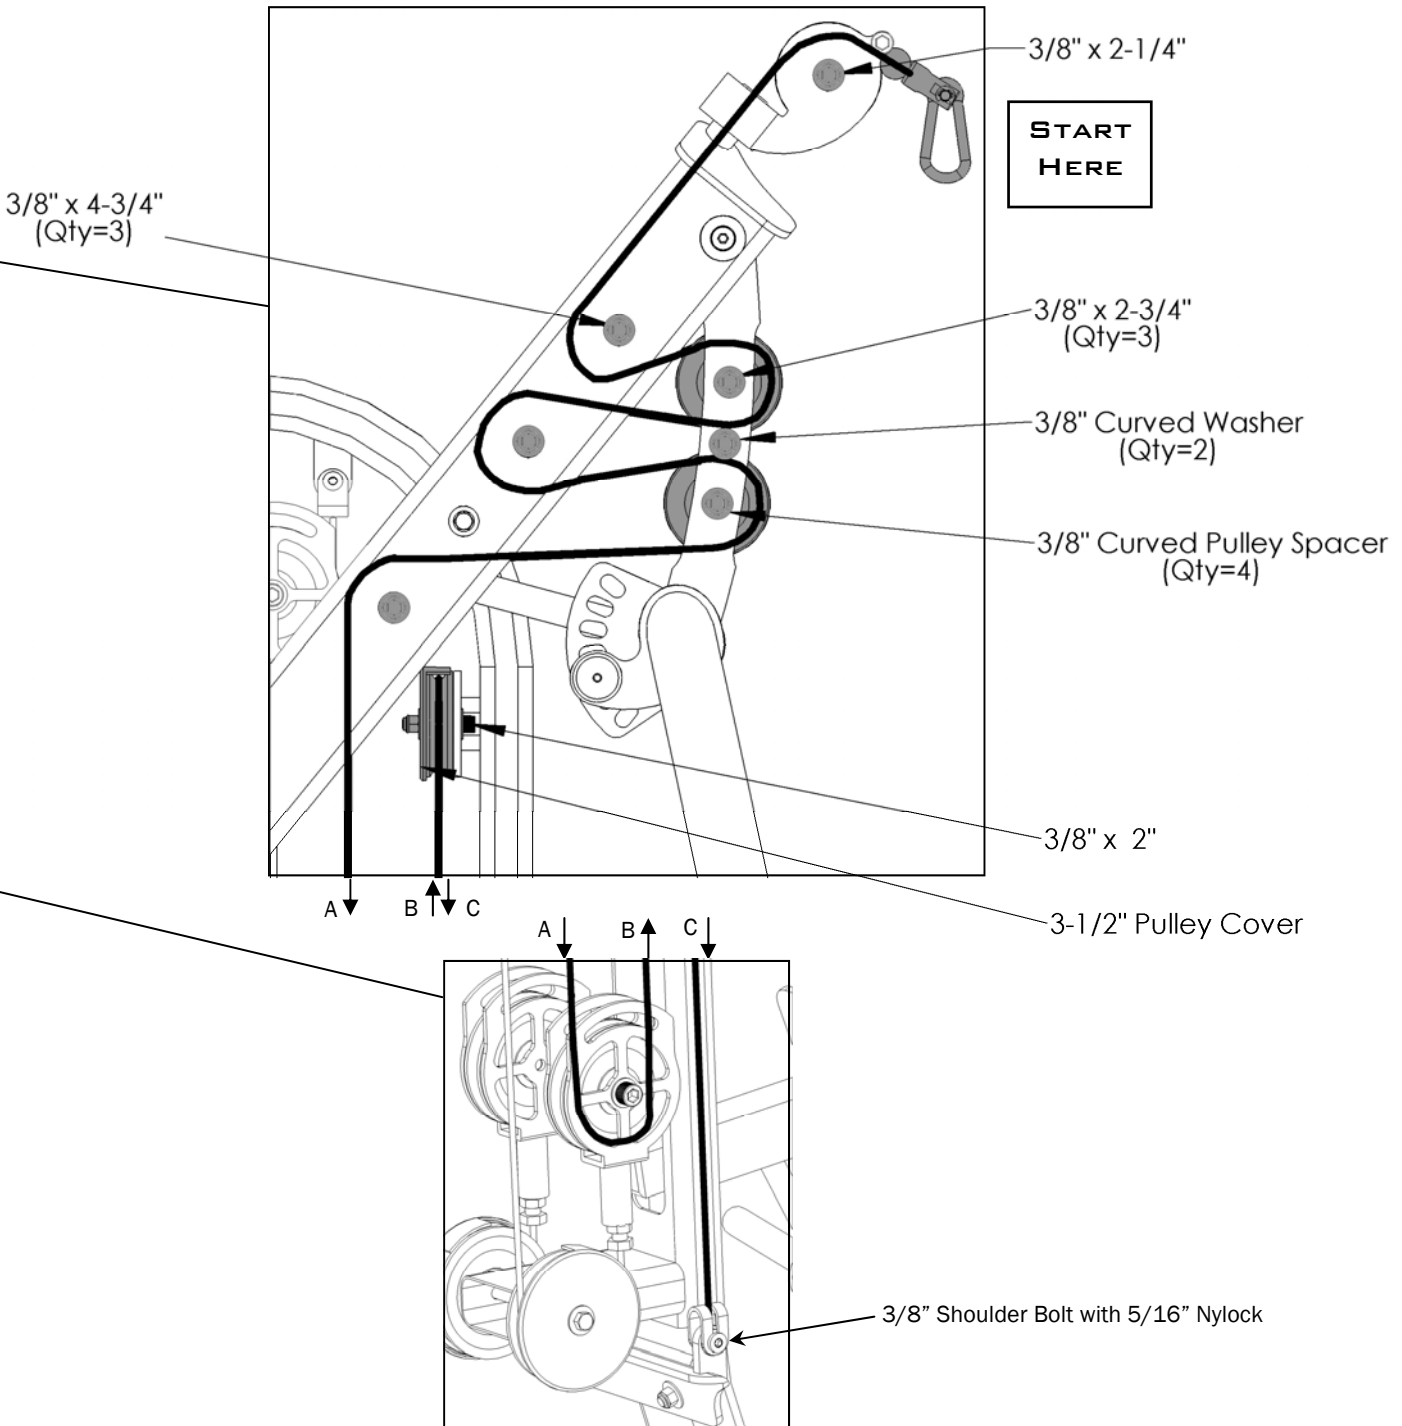 3/8" x 2-1/4"
START
HERE
3/8" x 4-3/4"
(Qty=3)
3/8" x 2-3/4"
(Qty=3)
3/8" Curved Washer
(Qty=2)
3/8" Curved Pulley Spacer
(Qty=4)
3/8" x  2"
A
B
C
3-1/2" Pulley Cover
A
B
C
3/8” Shoulder Bolt with 5/16” Nylock